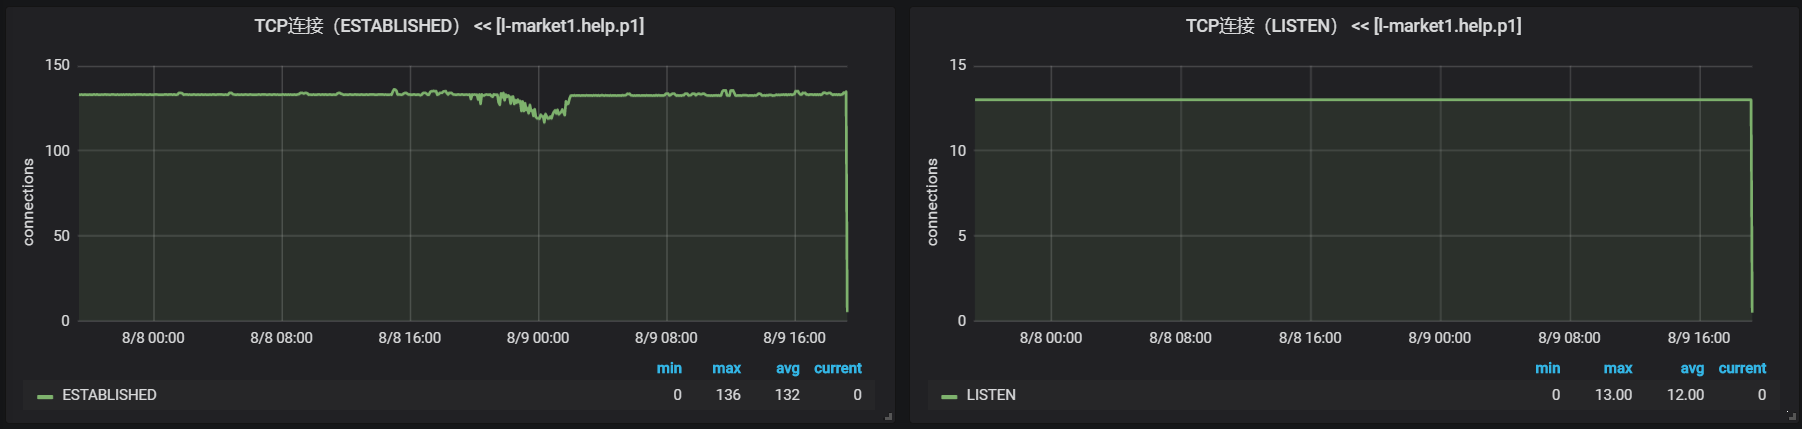 TCP连接（ESTABLISHED） << [l-market1.help.p1]
150
100
50
0
connections
8/8 00:00 8/8 08:00 8/8 16:00 8/9 00:00 8/9 08:00 8/9 16:00
min max avg current
ESTABLISHED 0 136 132 0
TCP连接（LISTEN） << [l-market1.help.p1]
15
10
5
0
connections
8/8 00:00 8/8 08:00 8/8 16:00 8/9 00:00 8/9 08:00 8/9 16:00
min max avg current
LISTEN 0 13.00 12.00 0